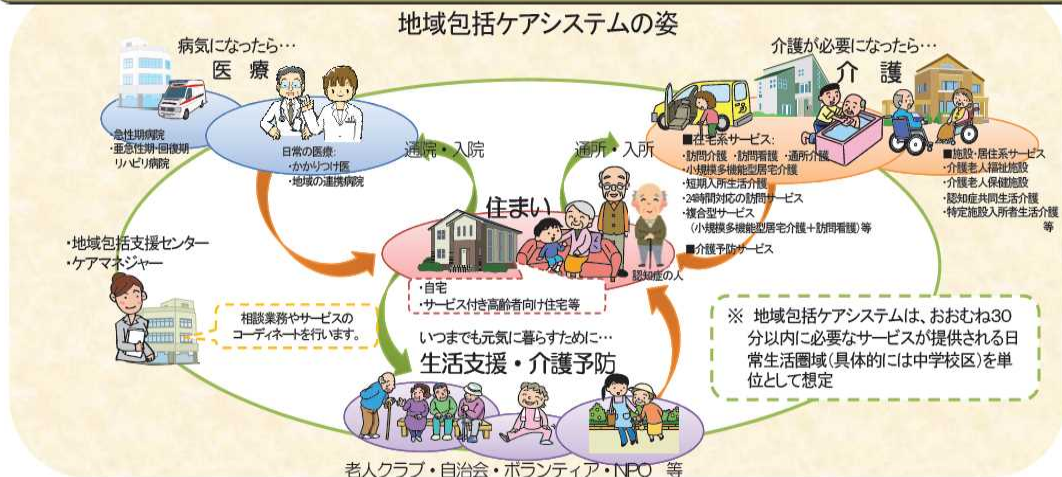 地域包括ケアシステムの姿
病気になったら…
医 療
介護が必要になったら…
介 護
・急性期病院
・亜急性期・回復期
リハビリ病院
日常の医療:
・かかりつけ医
・地域の連携病院
通院・入院
通所・入所
■在宅系サービス:
・訪問介護・訪問看護・通所介護
・小規模多機能型居宅介護
・短期入所生活介護
・24時間対応の訪問サービス
・複合型サービス
(小規模多機能型居宅介護+訪問看護)等
■介護予防サービス
■施設・居住系サービス
・介護老人福祉施設
・介護老人保健施設
・認知症共同生活介護
・特定施設入所者生活介護
等
住まい
認知症の人
・自宅
・サービス付き高齢者向け住宅等
・地域包括支援センター
・ケアマネジャー
相談業務やサービスの
コーディネートを行います。
いつまでも元気に暮らすために…
生活支援・介護予防
老人クラブ・自治会・ボランティア・NPO 等
※ 地域包括ケアシステムは、おおむね30
分以内に必要なサービスが提供される日
常生活圏域(具体的には中学校区)を単
位として想定